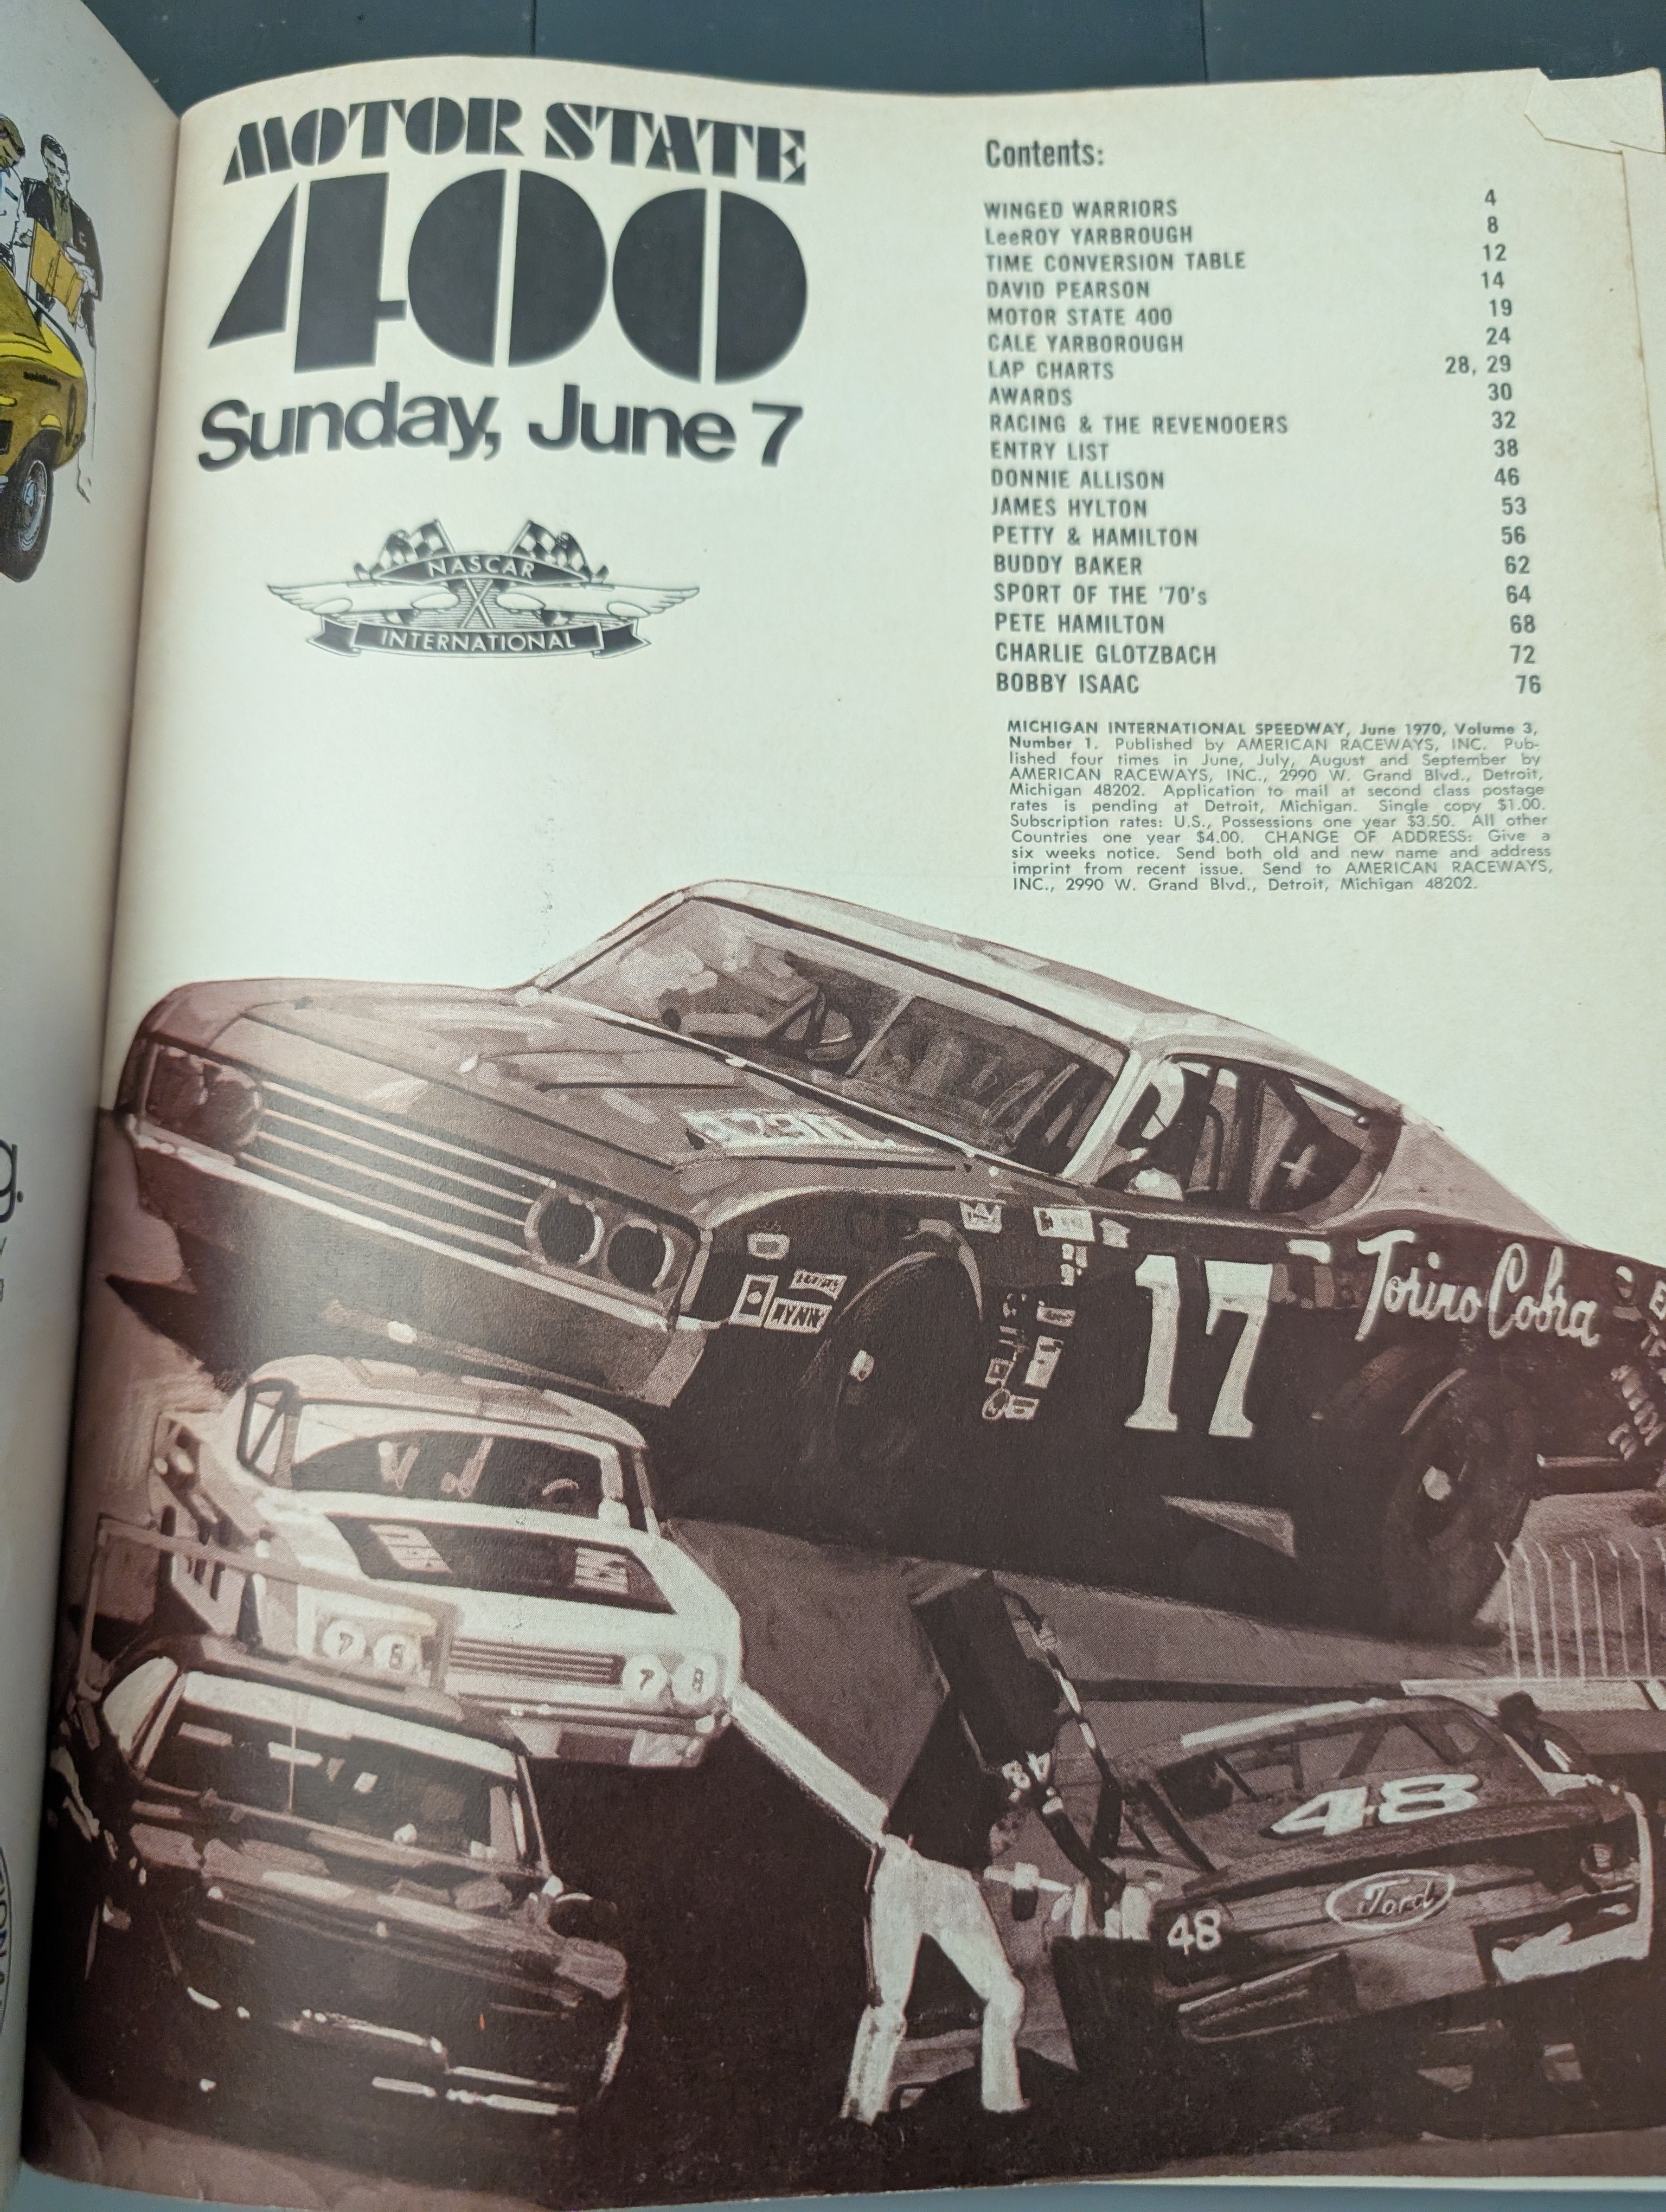 MOTOR STATE
400
Sunday, June 7
NASCAR
INTERNATIONAL
Contents:
WINGED WARRIORS 4
LeeROY YARBROUGH 8
TIME CONVERSION TABLE 12
DAVID PEARSON 14
MOTOR STATE 400 19
CALE YARBOROUGH 24
LAP CHARTS 28, 29
AWARDS 30
RACING & THE REVENOOERS 32
ENTRY LIST 38
DONNIE ALLISON 46
JAMES HYLTON 53
PETTY & HAMILTON 56
BUDDY BAKER 62
SPORT OF THE '70's 64
PETE HAMILTON 68
CHARLIE GLOTZBACH 72
BOBBY ISAAC 76
MICHIGAN INTERNATIONAL SPEEDWAY, June 1970, Volume 3,
Number 1. Published by AMERICAN RACEWAYS, INC. Pub-
lished four times in June, July, August and September by
AMERICAN RACEWAYS, INC., 2990 W. Grand Blvd., Detroit,
Michigan 48202. Application to mail at second class postage
rates is pending at Detroit, Michigan. Single copy $1.00.
Subscription rates: U.S., Possessions one year $3.50. All other
Countries one year $4.00. CHANGE OF ADDRESS: Give a
six weeks notice. Send both old and new name and address
imprint from recent issue. Send to AMERICAN RACEWAYS,
INC., 2990 W. Grand Blvd., Detroit, Michigan 48202.
17
Torino Cobra
WYNN'
7 8
7 8
48
48
Ford
48